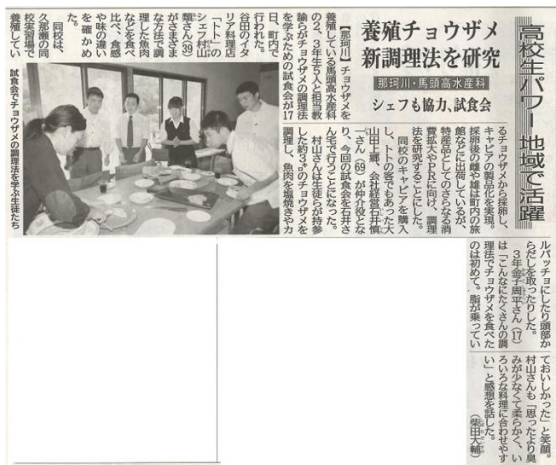 高校生パワー 地域で活躍
養殖チョウザメ
新調理法を研究
那珂川・馬頭高水産科
シェフも協力、試食会
【那珂川】チョウザメを
養殖している馬頭高水産科
の2、3年生5人と担当教
諭らがチョウザメの調理法
を学ぶための試食会が17
日、町内で
行われた。
谷田のイタ
リア料理店
「トト」の
シェフ村山
類さん(39)
がさまざま
な方法で調
理した魚肉
などを食べ
比べ、食感
や味の違い
を確かめ
た。
同校は、
久那瀬の同
校実習場で
養殖してい
るチョウザメから採卵し、
キャビアの製品化を実現。
採卵後の雌や雄は町内の旅
館などに出荷しているが、
特産品としてのさらなる消
費拡大やPRに向け、調理
法を研究することにした。
同校のキャビアを購入
し、トトの客でもあった大
山田上郷、会社経営石井慎
一さん(69)が仲介役とな
り、今回の試食会を石井さ
ん宅で行うことになった。
村山さんは生徒らが持参
した約3㌔のチョウザメを
調理し、魚肉を塩焼きやカ
ルパッチョにしたり頭部か
らだしを取ったりした。
3年金子周平さん(17)
は「こんなにたくさんの調
理法でチョウザメを食べた
のは初めて。脂が乗ってい
ておいしかった」と笑顔。
村山さんも「思ったより臭
みが少なくて柔らかく、い
ろいろな料理に合わせやす
い」と感想を話した。
(柴田大輔)
試食会でチョウザメの調理法を学ぶ生徒たち